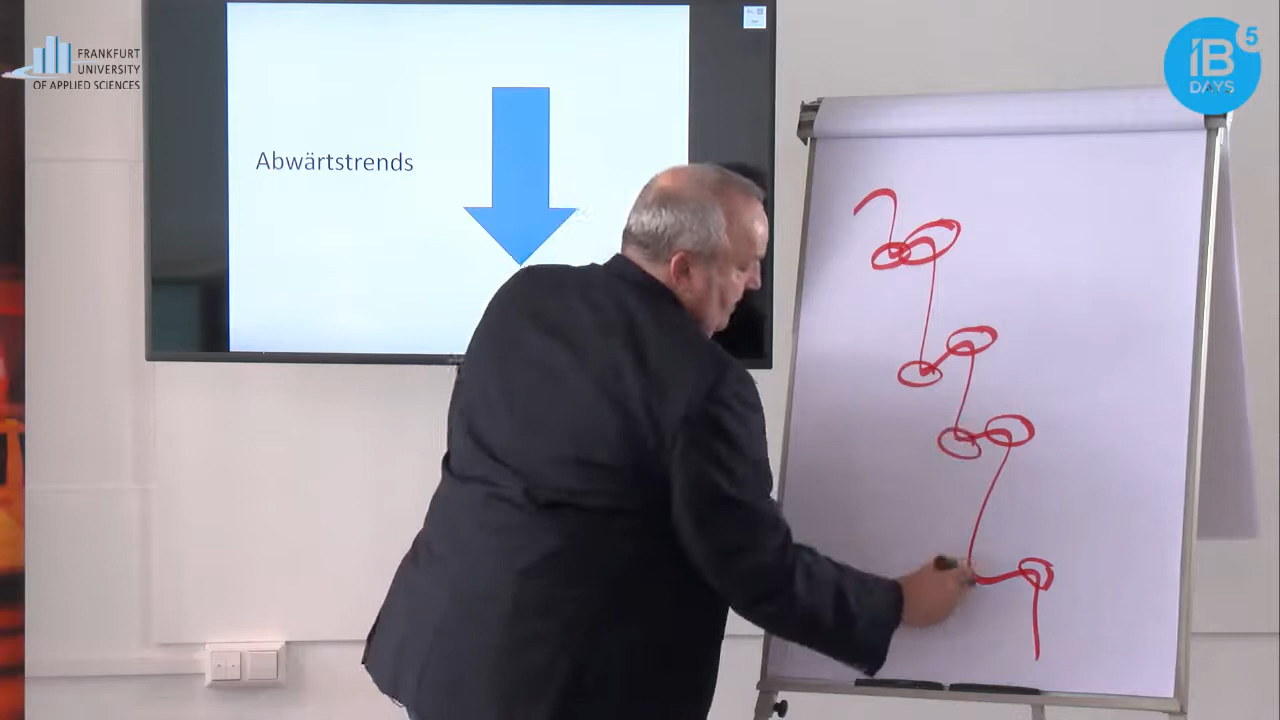 FRANKFURT
UNIVERSITY
OF APPLIED SCIENCES
Abwärtstrends
iB 5
DAYS